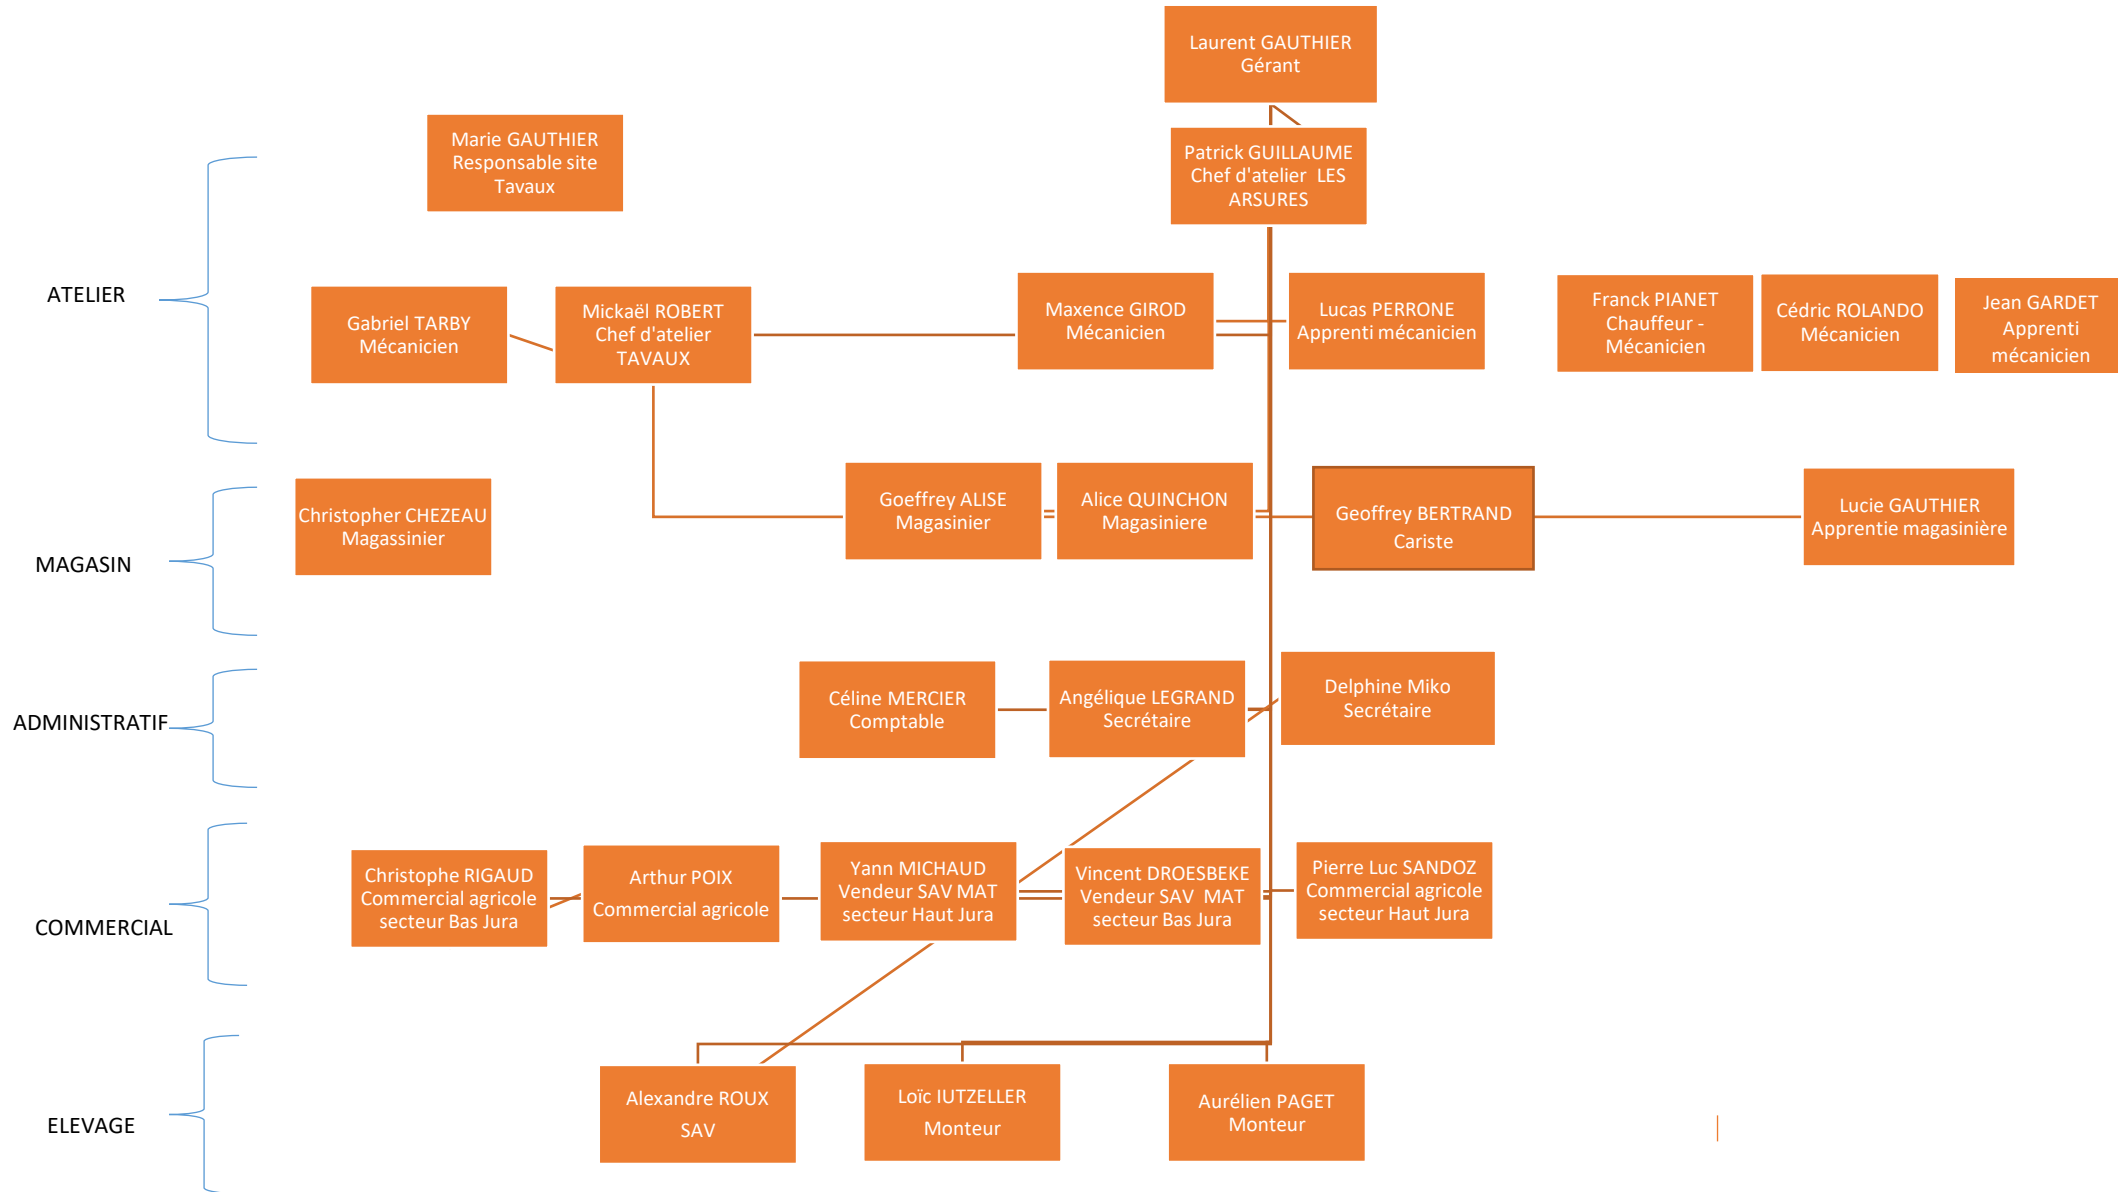 Laurent GAUTHIER
Gérant
Marie GAUTHIER
Responsable site
Tavaux
Patrick GUILLAUME
Chef d'atelier LES
ARSURES
ATELIER
Gabriel TARBY
Mécanicien
Mickaël ROBERT
Chef d'atelier
TAVAUX
Maxence GIROD
Mécanicien
Lucas PERRONE
Apprenti mécanicien
Franck PIANET
Chauffeur -
Mécanicien
Cédric ROLANDO
Mécanicien
Jean GARDET
Apprenti
mécanicien
MAGASIN
Christopher CHEZEAU
Magassinier
Goeffrey ALISE
Magasinier
Alice QUINCHON
Magasiniere
Geoffrey BERTRAND
Cariste
Lucie GAUTHIER
Apprentie magasinière
ADMINISTRATIF
Céline MERCIER
Comptable
Angélique LEGRAND
Secrétaire
Delphine Miko
Secrétaire
COMMERCIAL
Christophe RIGAUD
Commercial agricole
secteur Bas Jura
Arthur POIX
Commercial agricole
Yann MICHAUD
Vendeur SAV MAT
secteur Haut Jura
Vincent DROESBEKE
Vendeur SAV MAT
secteur Bas Jura
Pierre Luc SANDOZ
Commercial agricole
secteur Haut Jura
ELEVAGE
Alexandre ROUX
SAV
Loïc IUTZELLER
Monteur
Aurélien PAGET
Monteur